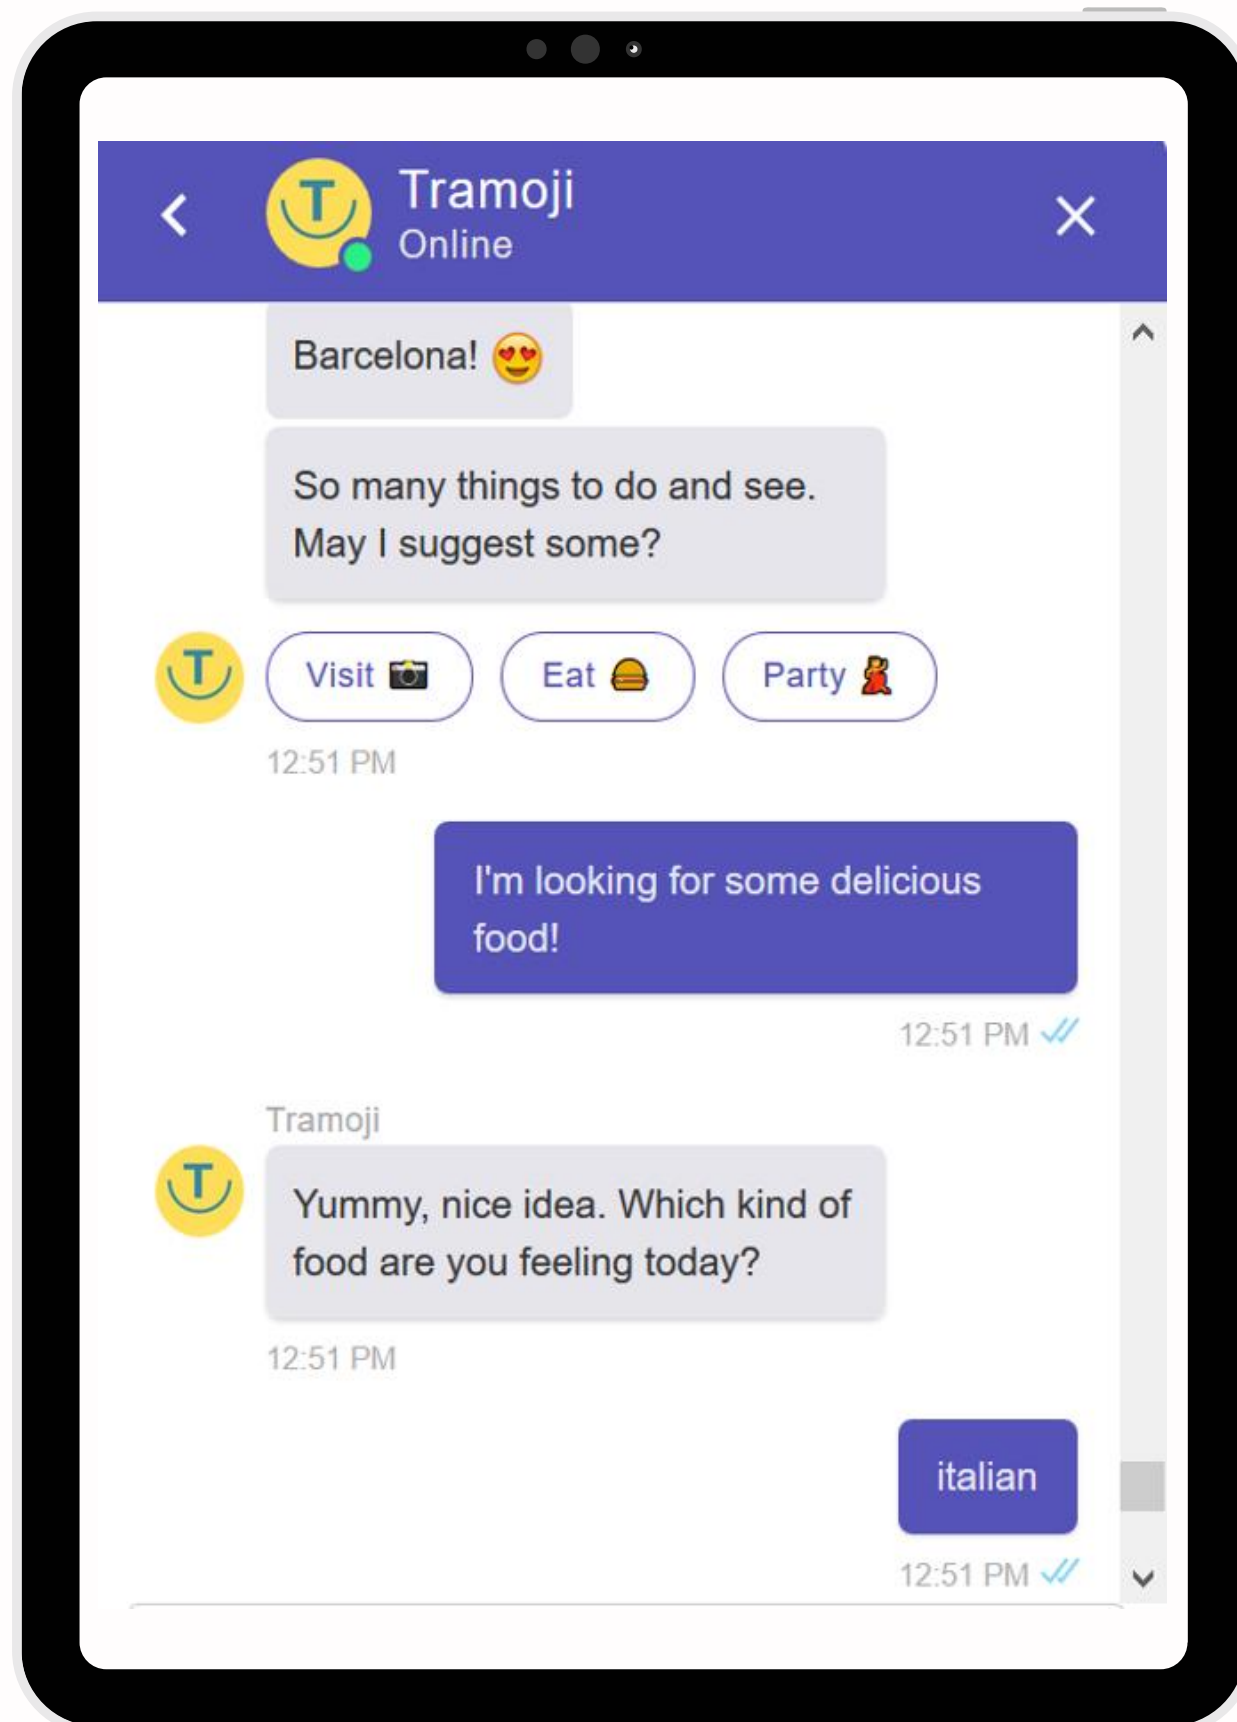 T
Tramoji
Online
Barcelona! 😍
So many things to do and see.
May I suggest some?
T
Visit 📷
Eat 🍔
Party 💃
12:51 PM
I'm looking for some delicious
food!
12:51 PM
Tramoji
T
Yummy, nice idea. Which kind of
food are you feeling today?
12:51 PM
italian
12:51 PM